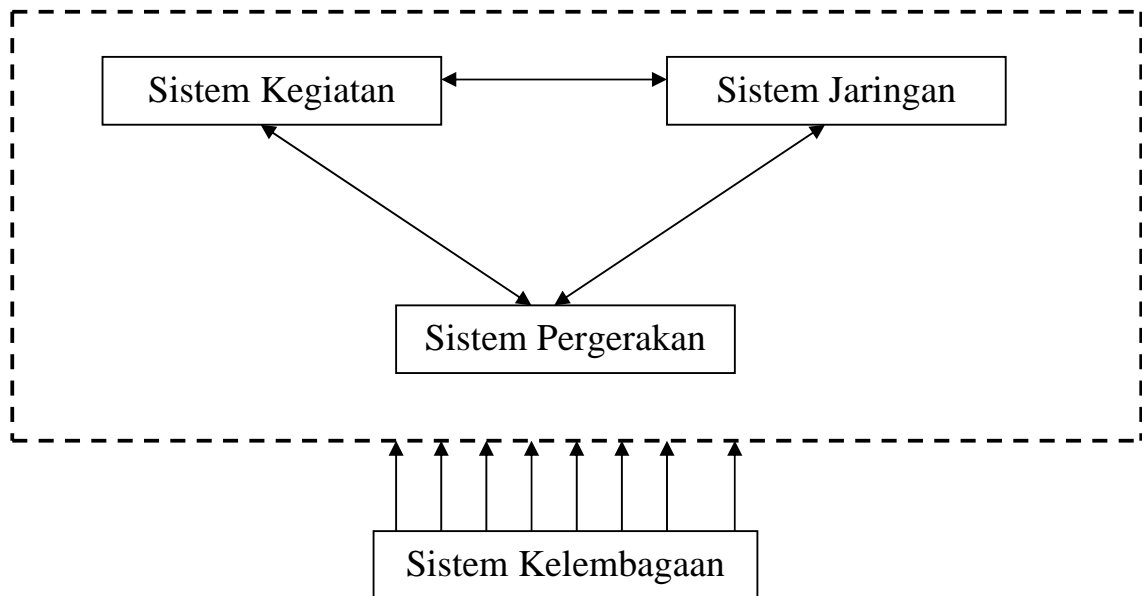 Sistem Kegiatan
Sistem Jaringan
Sistem Pergerakan
Sistem Kelembagaan